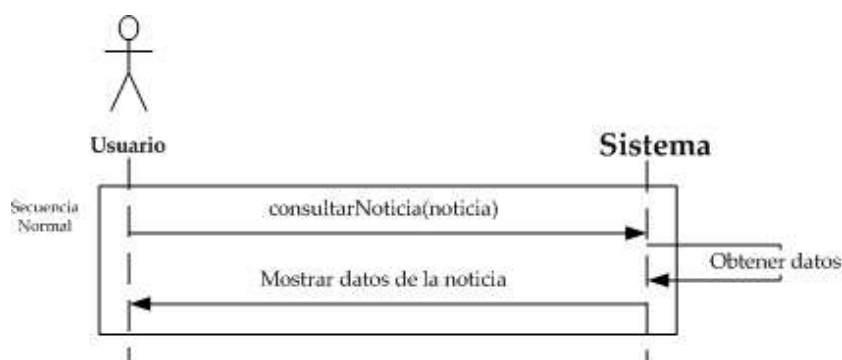 Usuario
Sistema
Secuencia
Normal
consultarNoticia(noticia)
Obtener datos
Mostrar datos de la noticia